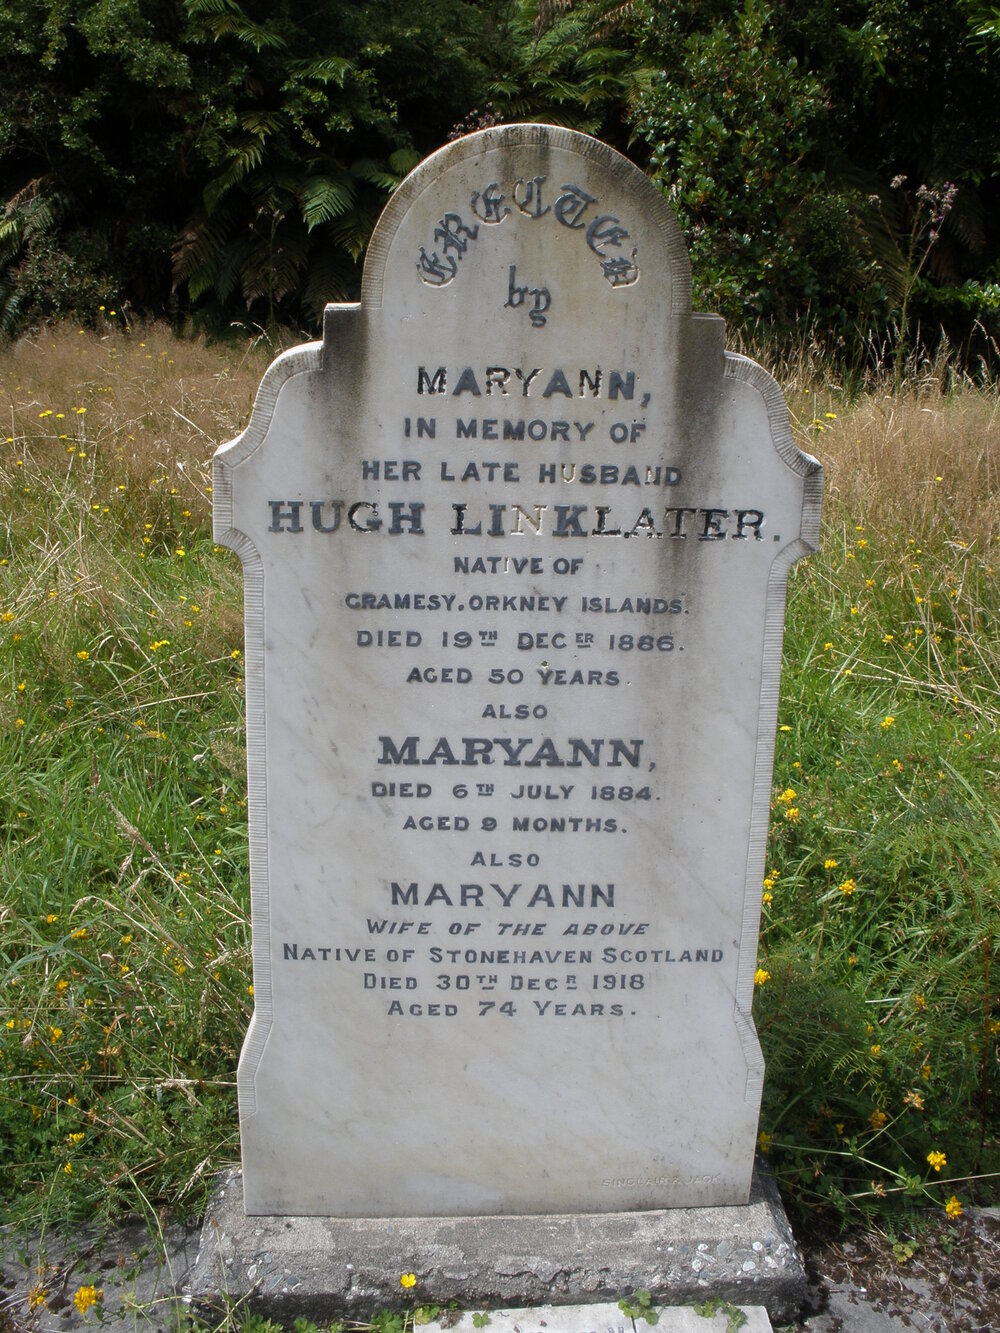 ERECTED
by
MARYANN,
IN MEMORY OF
HER LATE HUSBAND
HUGH LINKLATER.
NATIVE OF
GRAMESY, ORKNEY ISLANDS.
DIED 19TH DECER 1886.
AGED 50 YEARS.
ALSO
MARYANN,
DIED 6TH JULY 1884.
AGED 9 MONTHS.
ALSO
MARYANN
WIFE OF THE ABOVE
NATIVE OF STONEHAVEN SCOTLAND
DIED 30TH DECR 1918
AGED 74 YEARS.
SINCLAIR & JACK